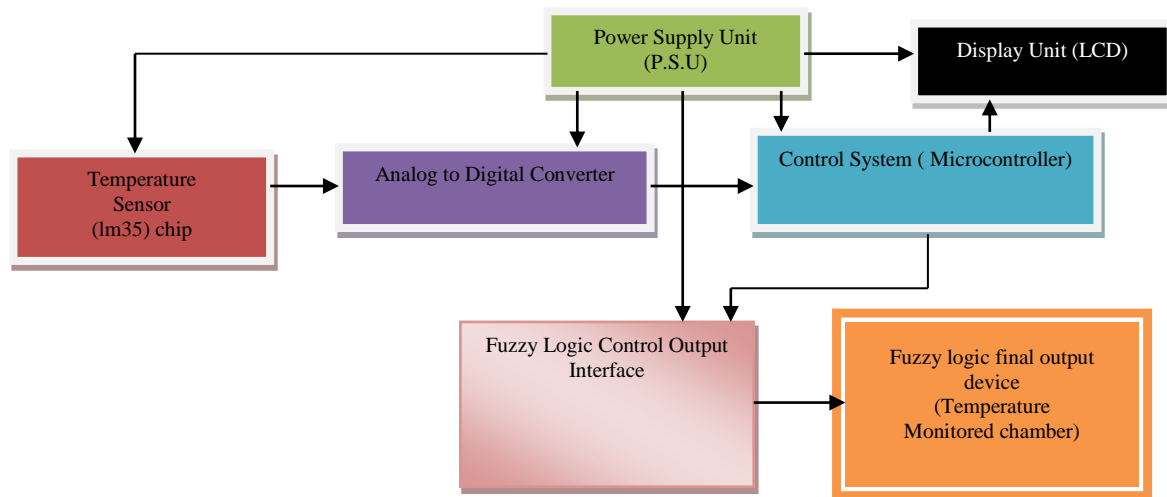 Power Supply Unit
(P.S.U)
Display Unit (LCD)
Temperature
Sensor
(lm35) chip
Analog to Digital Converter
Control System ( Microcontroller)
Fuzzy Logic Control Output
Interface
Fuzzy logic final output
device
(Temperature
Monitored chamber)